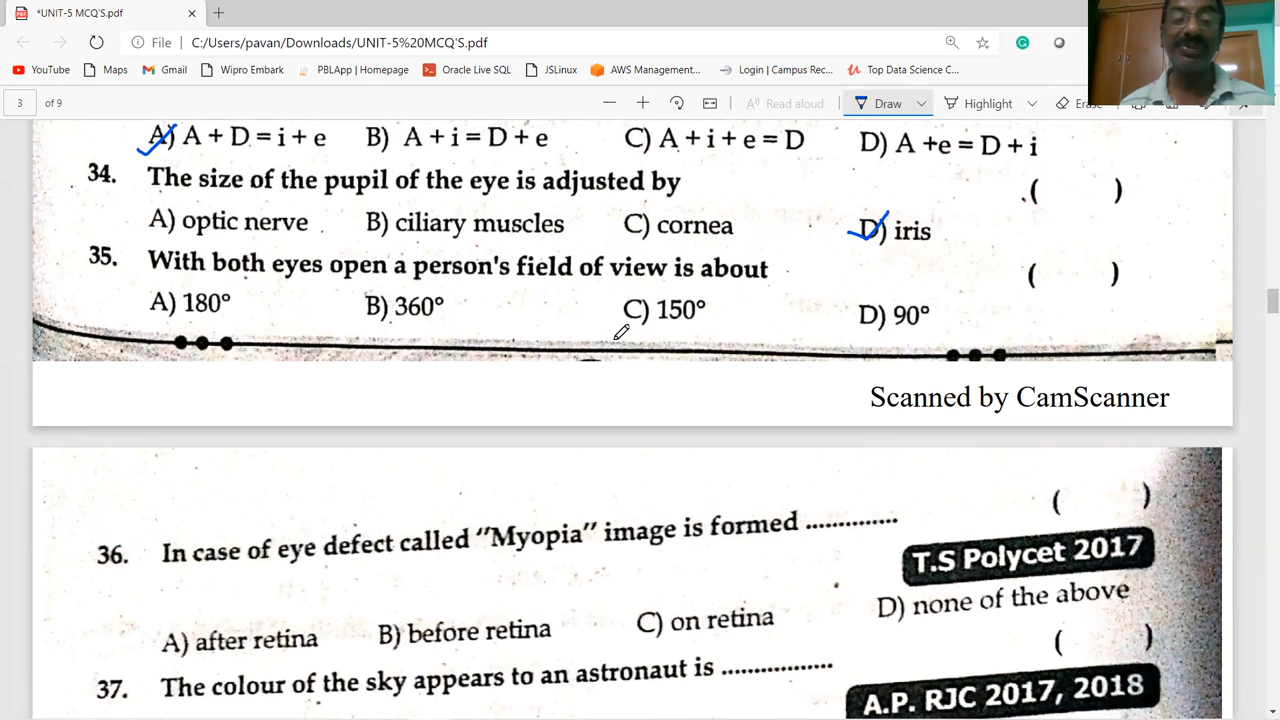 *UNIT-5 MCQ'S.pdf
File C:/Users/pavan/Downloads/UNIT-5%20MCQ'S.pdf
YouTube Maps Gmail Wipro Embark PBLApp | Homepage Oracle Live SQL JSLinux AWS Management... Login | Campus Rec... Top Data Science C...
3 of 9 Read aloud Draw Highlight Erase
A) A + D = i + e B) A + i = D + e C) A + i + e = D D) A +e = D + i
34. The size of the pupil of the eye is adjusted by ( )
A) optic nerve B) ciliary muscles C) cornea D) iris
35. With both eyes open a person's field of view is about ( )
A) 180° B) 360° C) 150° D) 90°
Scanned by CamScanner
36. In case of eye defect called "Myopia" image is formed .............. ( )
T.S Polycet 2017
A) after retina B) before retina C) on retina D) none of the above
37. The colour of the sky appears to an astronaut is ................. ( )
A.P. RJC 2017, 2018